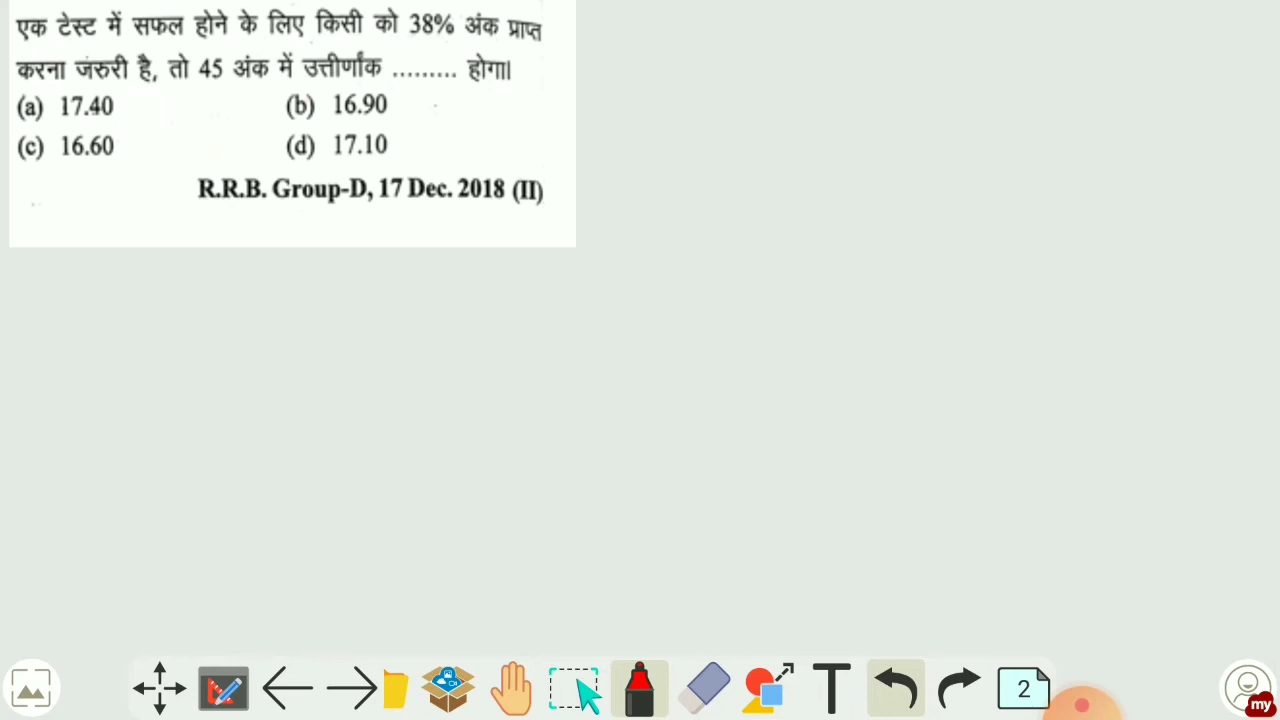 एक टेस्ट में सफल होने के लिए किसी को 38% अंक प्राप्त
करना जरुरी है, तो 45 अंक में उत्तीर्णांक ......... होगा।
(a) 17.40 (b) 16.90
(c) 16.60 (d) 17.10
R.R.B. Group-D, 17 Dec. 2018 (II)
T
2
my